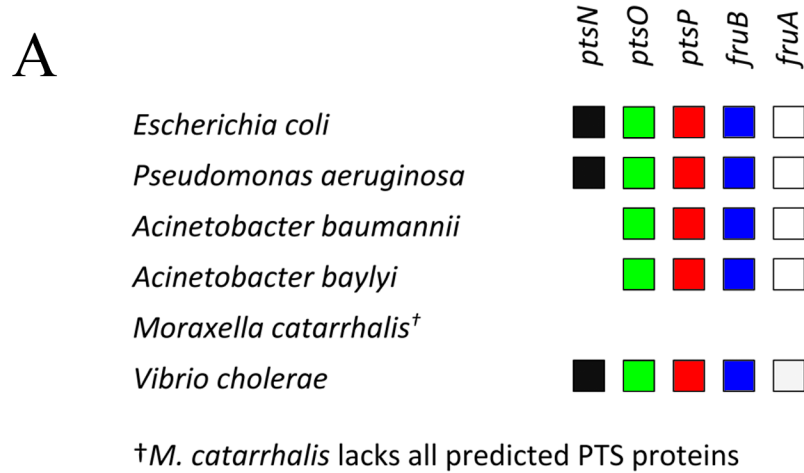 A
ptsN ptsO ptsP fruB fruA
Escherichia coli
Pseudomonas aeruginosa
Acinetobacter baumannii
Acinetobacter baylyi
Moraxella catarrhalis†
Vibrio cholerae
†M. catarrhalis lacks all predicted PTS proteins